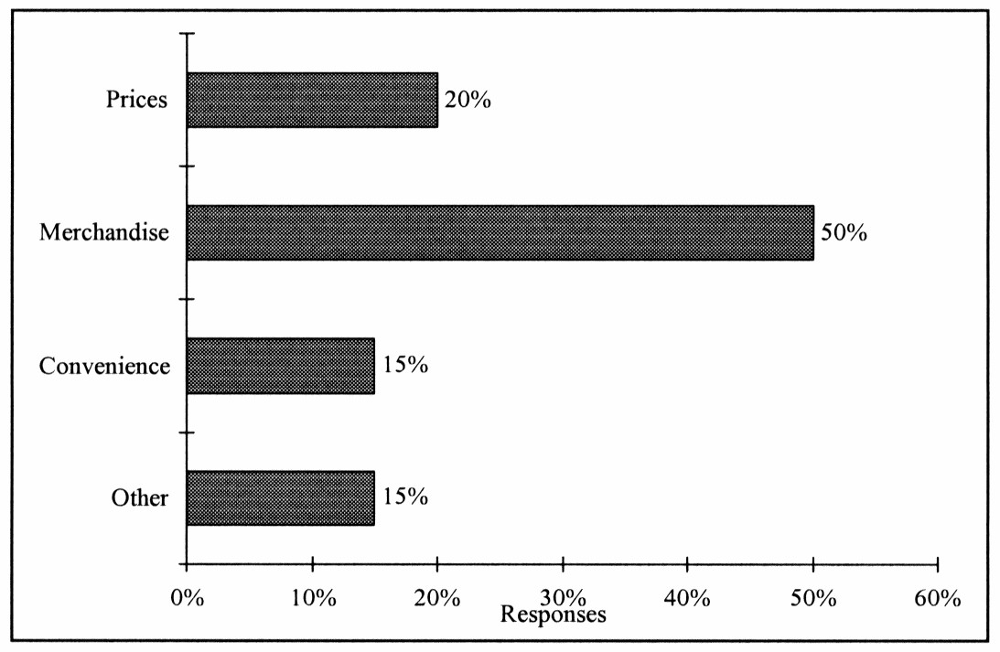 Prices 20%
Merchandise 50%
Convenience 15%
Other 15%
0% 10% 20% 30% 40% 50% 60%
Responses